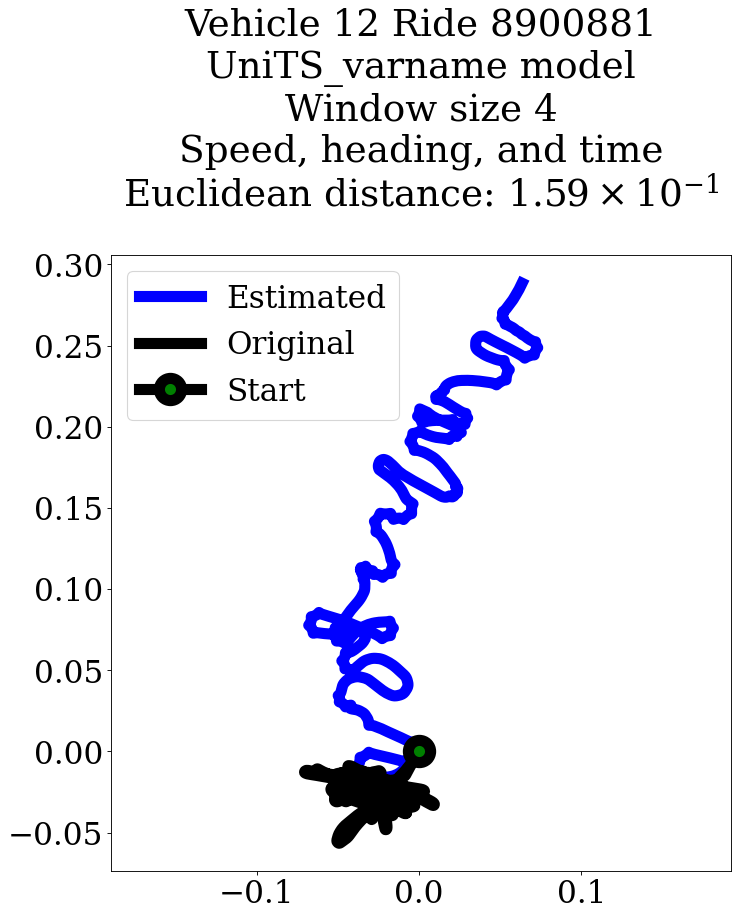 Vehicle 12 Ride 8900881
UniTS_varname model
Window size 4
Speed, heading, and time
Euclidean distance: $1.59 \times 10^{-1}$
0.30
0.25
0.20
0.15
0.10
0.05
0.00
−0.05
Estimated
Original
Start
−0.1
0.0
0.1